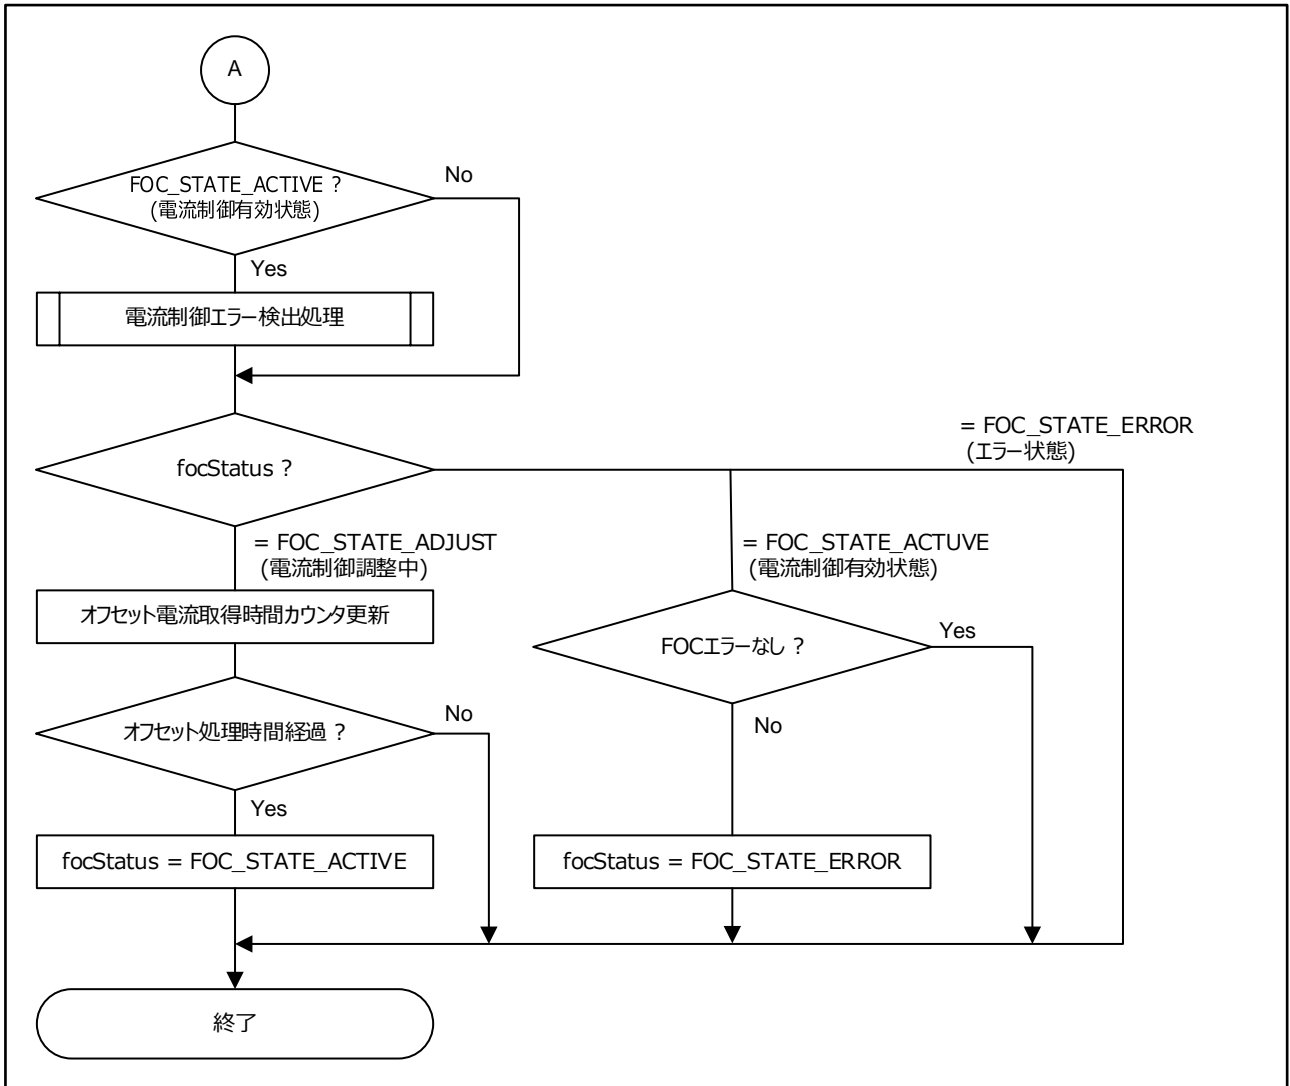 A
FOC_STATE_ACTIVE ?
(電流制御有効状態)
No
Yes
電流制御エラー検出処理
focStatus ?
= FOC_STATE_ERROR
(エラー状態)
= FOC_STATE_ADJUST
(電流制御調整中)
= FOC_STATE_ACTUVE
(電流制御有効状態)
オフセット電流取得時間カウンタ更新
FOCエラーなし ?
Yes
No
オフセット処理時間経過 ?
No
Yes
focStatus = FOC_STATE_ACTIVE
focStatus = FOC_STATE_ERROR
終了